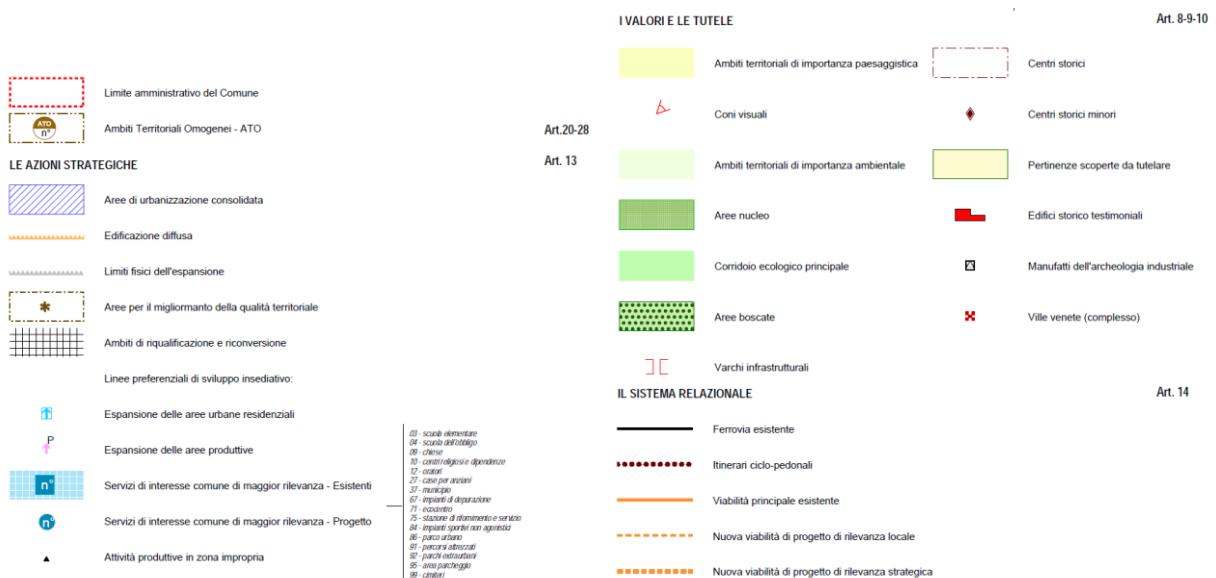 Limite amministrativo del Comune
ATO
n°
Ambiti Territoriali Omogenei - ATO
Art.20-28
LE AZIONI STRATEGICHE
Art. 13
Aree di urbanizzazione consolidata
Edificazione diffusa
Limiti fisici dell'espansione
Aree per il migliormanto della qualità territoriale
Ambiti di riqualificazione e riconversione
Linee preferenziali di sviluppo insediativo:
Espansione delle aree urbane residenziali
P
Espansione delle aree produttive
n°
Servizi di interesse comune di maggior rilevanza - Esistenti
n°
Servizi di interesse comune di maggior rilevanza - Progetto
Attività produttive in zona impropria
03 - scuola elementare
04 - scuola dell'obbligo
09 - chiese
10 - centri religiosi e dipendenze
12 - oratori
27 - case per anziani
37 - municipio
67 - impianti di depurazione
71 - ecocentro
75 - stazione di rifornimento e servizio
84 - impianti sportivi non agonistici
86 - parco urbano
91 - percorsi attrezzati
92 - parchi extraurbani
95 - area parcheggio
99 - cimiteri
I VALORI E LE TUTELE
Art. 8-9-10
Ambiti territoriali di importanza paesaggistica
Centri storici
Coni visuali
Centri storici minori
Ambiti territoriali di importanza ambientale
Pertinenze scoperte da tutelare
Aree nucleo
Edifici storico testimoniali
Corridoio ecologico principale
Manufatti dell'archeologia industriale
Aree boscate
Ville venete (complesso)
Varchi infrastrutturali
IL SISTEMA RELAZIONALE
Art. 14
Ferrovia esistente
Itinerari ciclo-pedonali
Viabilità principale esistente
Nuova viabilità di progetto di rilevanza locale
Nuova viabilità di progetto di rilevanza strategica